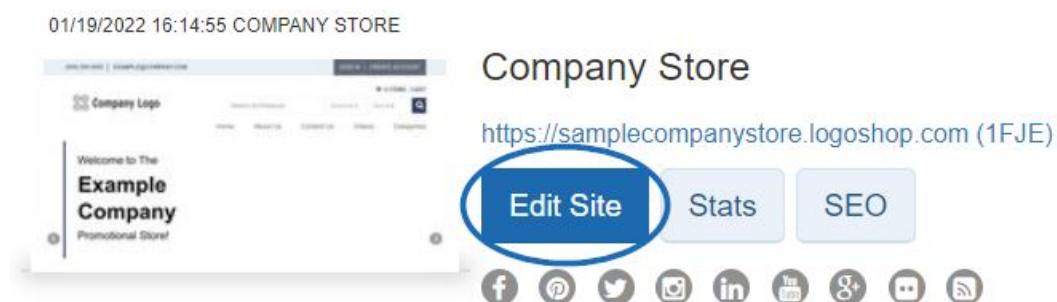 01/19/2022 16:14:55 COMPANY STORE
Company Logo
Welcome to The
Example
Company
Promotional Store!
Company Store
https://samplecompanystore.logoshop.com (1FJE)
Edit Site
Stats
SEO